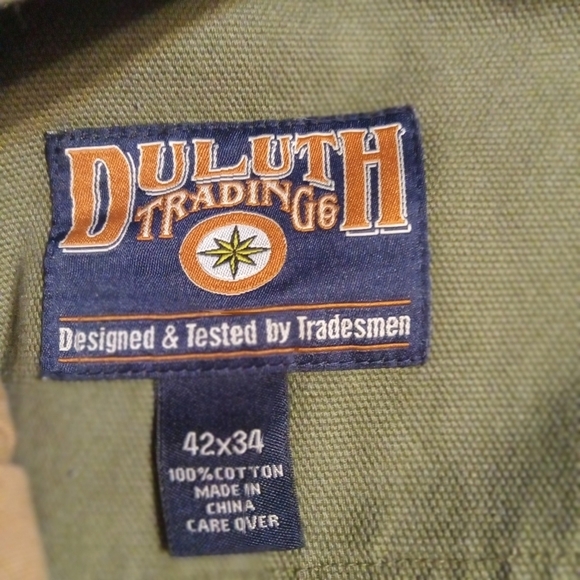 DULUTH
TRADING Co
Designed & Tested by Tradesmen
42x34
100% COTTON
MADE IN
CHINA
CARE OVER